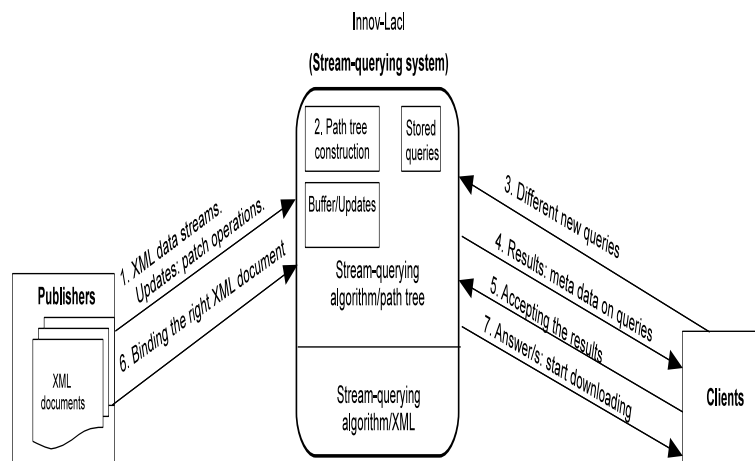 Innov-Lacl
(Stream-querying system)
2. Path tree
construction
Stored
queries
Buffer/Updates
Stream-querying
algorithm/path tree
Stream-querying
algorithm/XML
1. XML data streams.
Updates: patch operations.
6. Binding the right XML document
Publishers
XML
documents
3. Different new queries
4. Results: meta data on queries
5. Accepting the results
7. Answer/s: start downloading
Clients